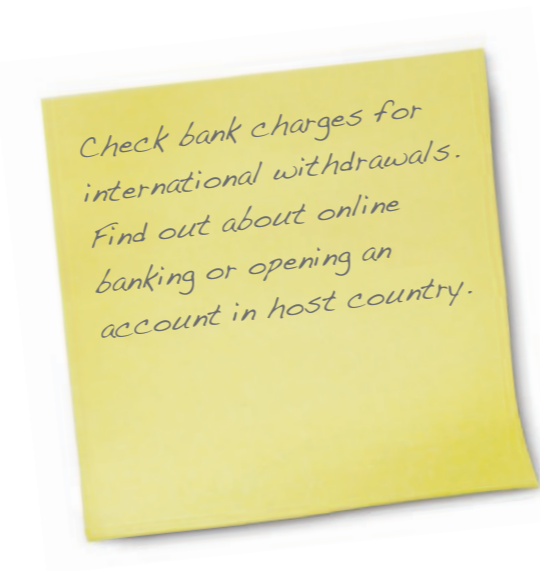 Check bank charges for
international withdrawals.
Find out about online
banking or opening an
account in host country.